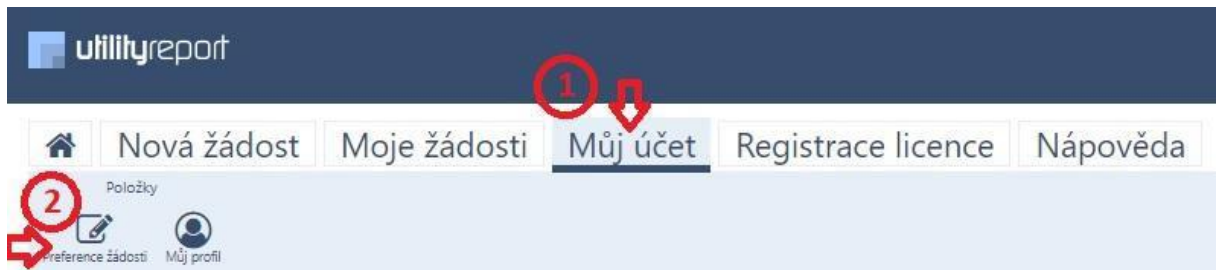 utilityreport
1
Nová žádost Moje žádosti Můj účet Registrace licence Nápověda
Položky
2
Preference žádosti Můj profil